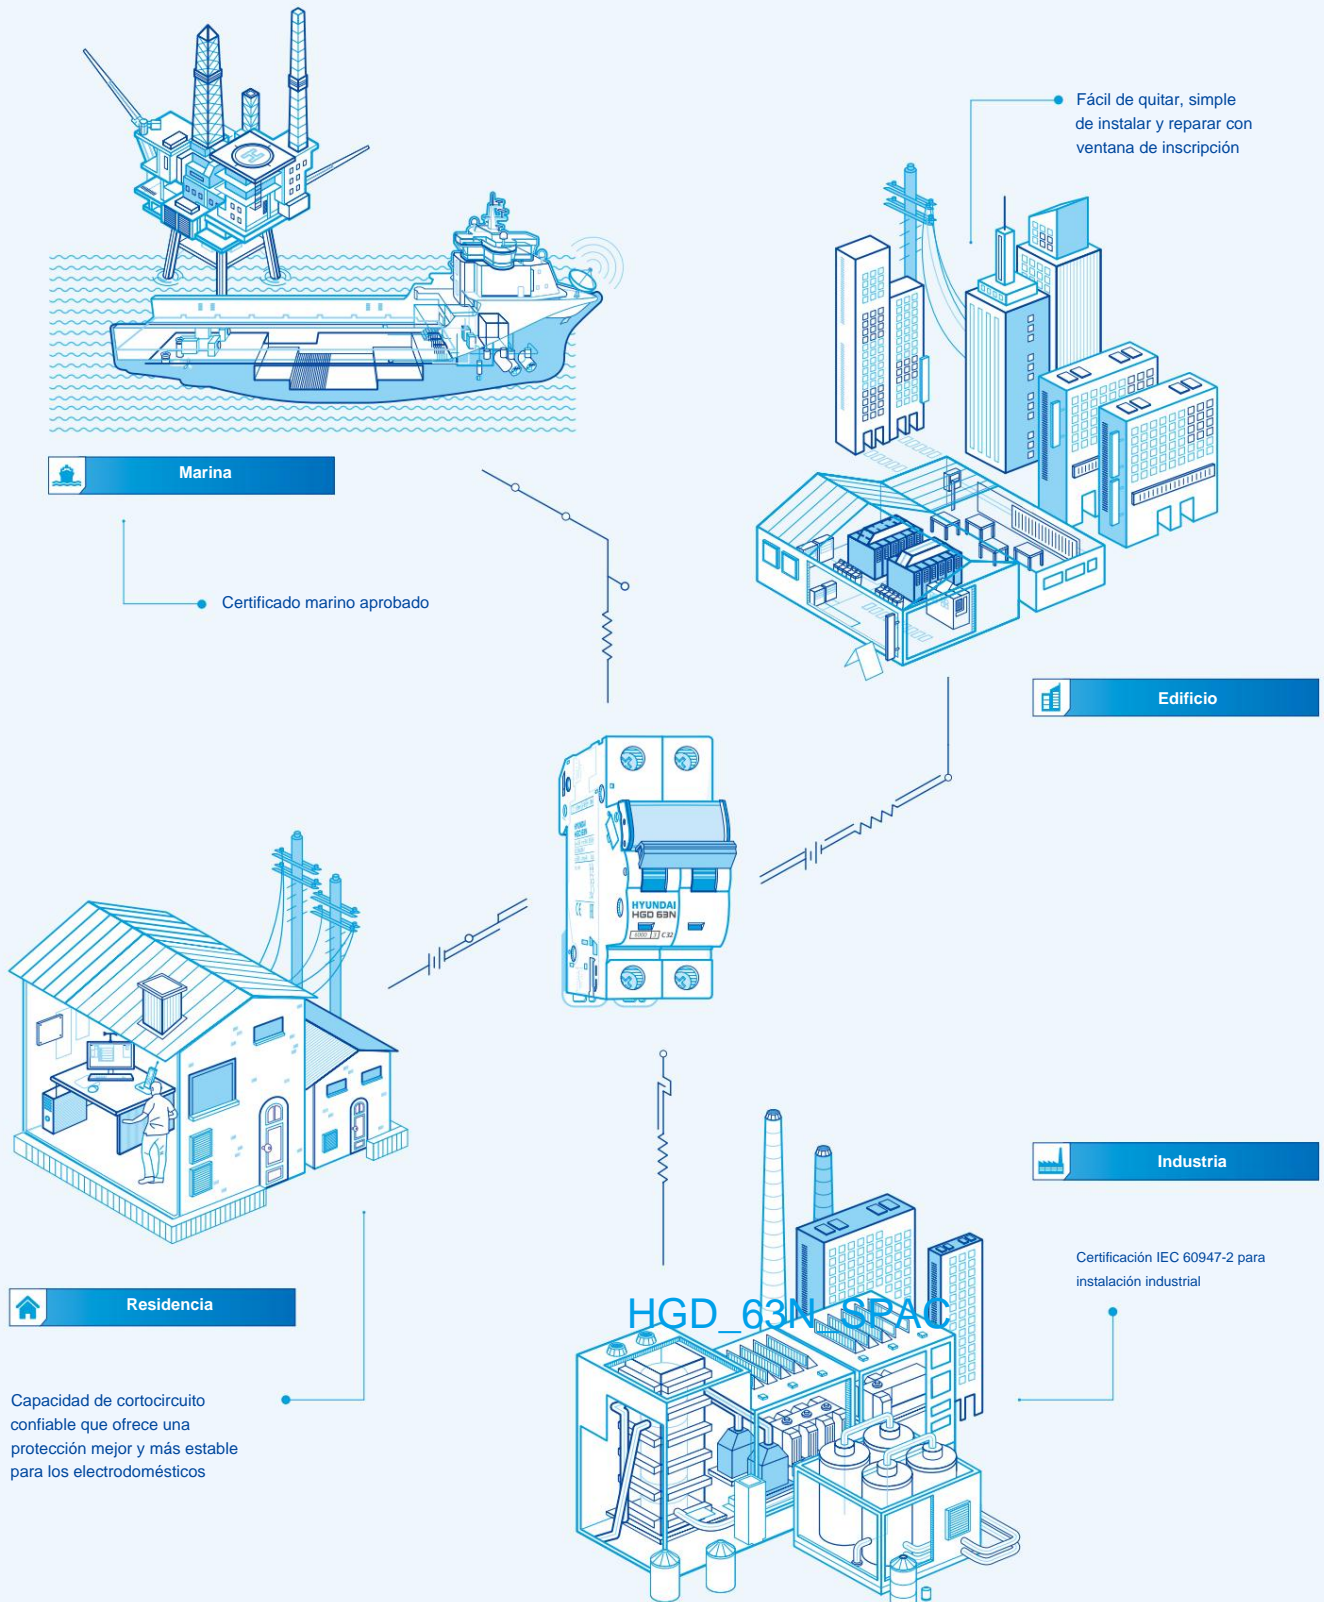 Fácil de quitar, simple
de instalar y reparar con
ventana de inscripción
Marina
Certificado marino aprobado
Edificio
HYUNDAI
HGD 63N
6000 3 C32
Industria
Certificación IEC 60947-2 para
instalación industrial
Residencia
HGD_63N_SPAC
Capacidad de cortocircuito
confiable que ofrece una
protección mejor y más estable
para los electrodomésticos